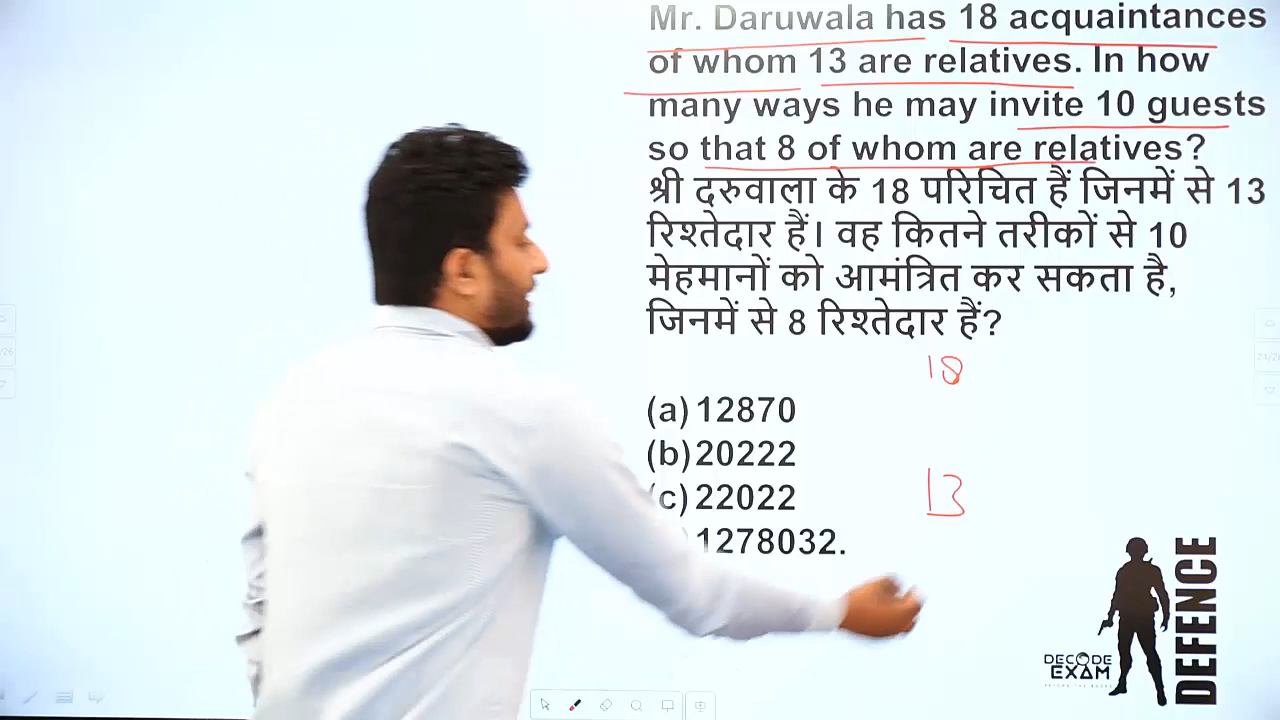 Mr. Daruwala has 18 acquaintances
of whom 13 are relatives. In how
many ways he may invite 10 guests
so that 8 of whom are relatives?
श्री दरुवाला के 18 परिचित हैं जिनमें से 13
रिश्तेदार हैं। वह कितने तरीकों से 10
मेहमानों को आमंत्रित कर सकता है,
जिनमें से 8 रिश्तेदार हैं?
18
(a) 12870
(b) 20222
(c) 22022
1278032.
13
DECODE
EXAM
DEFENCE